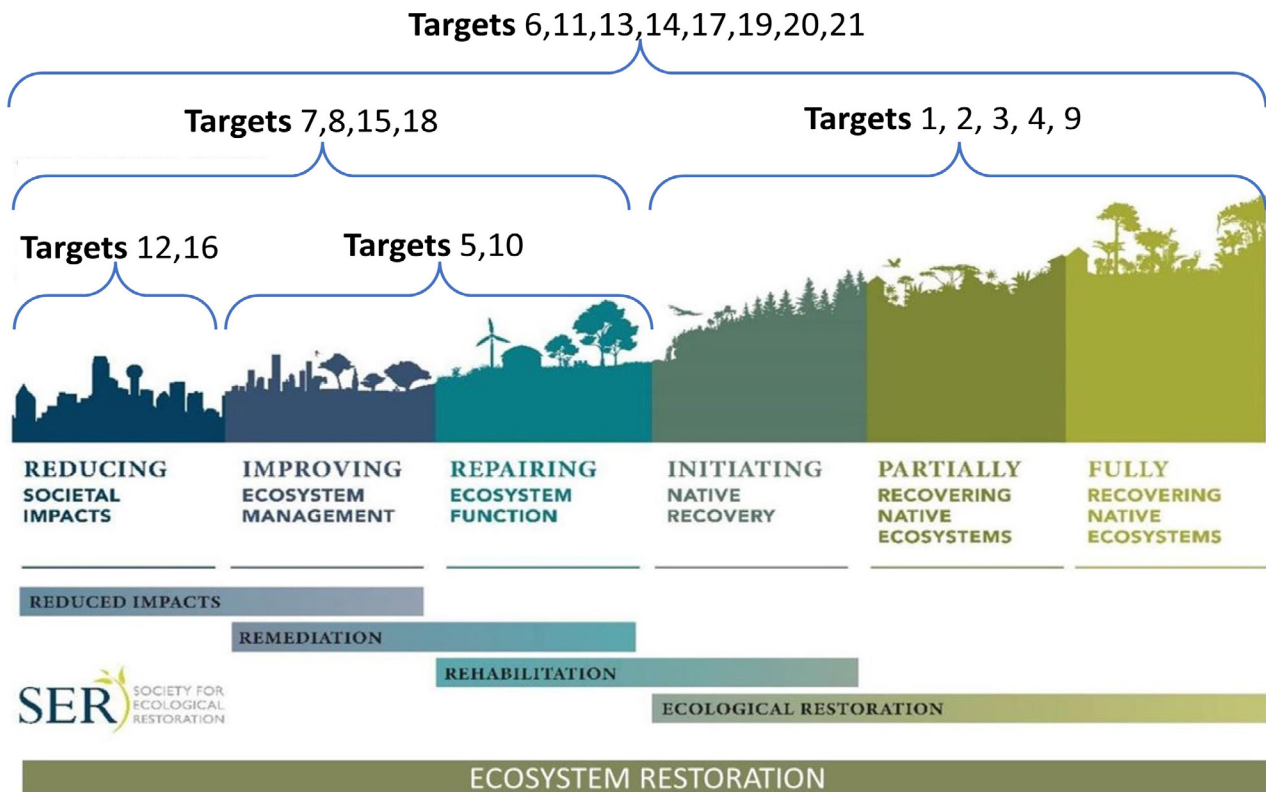 Targets 6,11,13,14,17,19,20,21
Targets 7,8,15,18
Targets 1, 2, 3, 4, 9
Targets 12,16
Targets 5,10
REDUCING
SOCIETAL
IMPACTS
IMPROVING
ECOSYSTEM
MANAGEMENT
REPAIRING
ECOSYSTEM
FUNCTION
INITIATING
NATIVE
RECOVERY
PARTIALLY
RECOVERING
NATIVE
ECOSYSTEMS
FULLY
RECOVERING
NATIVE
ECOSYSTEMS
REDUCED IMPACTS
REMEDIATION
REHABILITATION
ECOLOGICAL RESTORATION
SER
SOCIETY FOR
ECOLOGICAL
RESTORATION
ECOSYSTEM RESTORATION